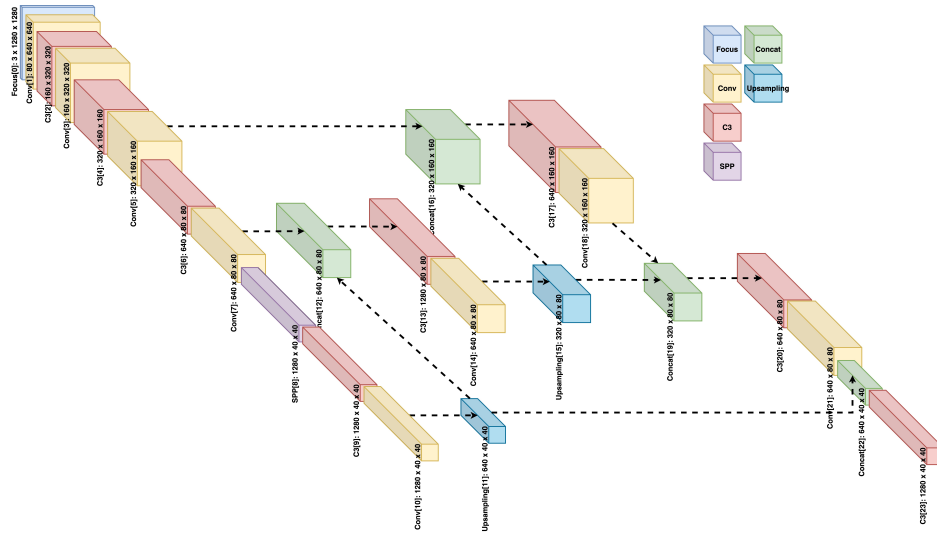 Focus[0]: 3 x 1280 x 1280
Conv[1]: 80 x 640 x 640
C3[2]: 160 x 320 x 320
Conv[3]: 160 x 320 x 320
C3[4]: 320 x 160 x 160
Conv[5]: 320 x 160 x 160
C3[6]: 640 x 80 x 80
Conv[7]: 640 x 80 x 80
SPP[8]: 1280 x 40 x 40
C3[9]: 1280 x 40 x 40
Conv[10]: 1280 x 40 x 40
Upsampling[11]: 640 x 40 x 40
ncat[12]: 640 x 80 x 80
C3[13]: 1280 x 80 x 80
Conv[14]: 640 x 80 x 80
Upsampling[15]: 320 x 80 x 80
oncat[16]: 320 x 160 x 160
C3[17]: 640 x 160 x 160
Conv[18]: 320 x 160 x 160
Concat[19]: 320 x 80 x 80
C3[20]: 640 x 80 x 80
Conv[21]: 640 x 80 x 80
Concat[22]: 640 x 40 x 40
C3[23]: 1280 x 40 x 40
Focus
Concat
Conv
Upsampling
C3
SPP